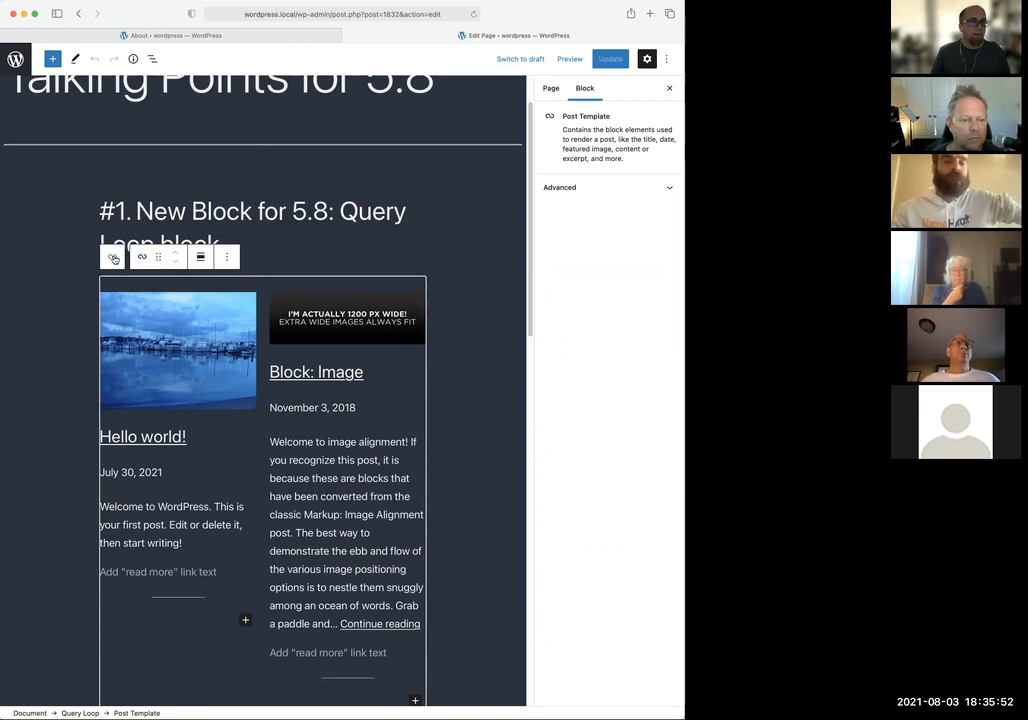 wordpress.local/wp-admin/post.php?post=1832&action=edit
About ‹ wordpress — WordPress
Edit Page ‹ wordpress — WordPress
Switch to draft
Preview
Update
Talking Points for 5.8
Page
Block
Post Template
Contains the block elements used
to render a post, like the title, date,
featured image, content or
excerpt, and more.
Advanced
#1. New Block for 5.8: Query
Loop block
I'M ACTUALLY 1200 PX WIDE!
EXTRA WIDE IMAGES ALWAYS FIT
Hello world!
July 30, 2021
Welcome to WordPress. This is
your first post. Edit or delete it,
then start writing!
Add "read more" link text
Block: Image
November 3, 2018
Welcome to image alignment! If
you recognize this post, it is
because these are blocks that
have been converted from the
classic Markup: Image Alignment
post. The best way to
demonstrate the ebb and flow of
the various image positioning
options is to nestle them snuggly
among an ocean of words. Grab
a paddle and... Continue reading
Add "read more" link text
Document → Query Loop → Post Template
2021-08-03 18:35:52